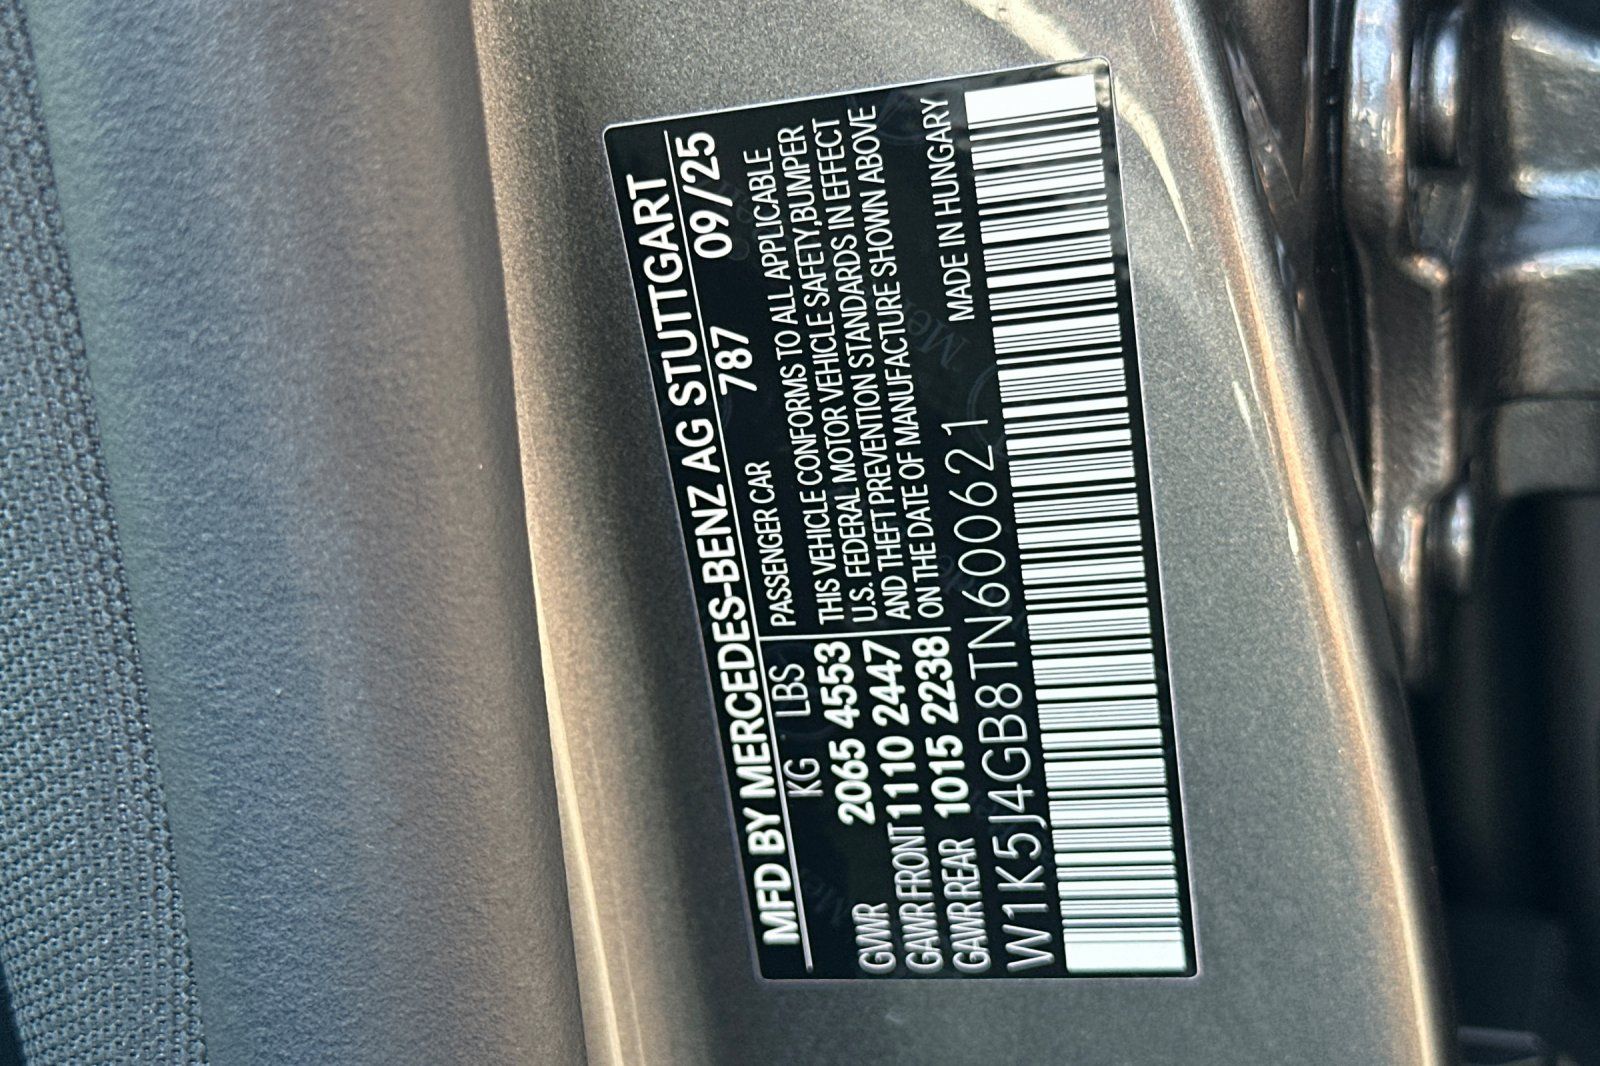 MFD BY MERCEDES-BENZ AG STUTTGART
KG LBS 787 09/25
GVWR 2065 4553
GAWR FRONT 1110 2447
GAWR REAR 1015 2238
PASSENGER CAR
THIS VEHICLE CONFORMS TO ALL APPLICABLE
U.S. FEDERAL MOTOR VEHICLE SAFETY,BUMPER
AND THEFT PREVENTION STANDARDS IN EFFECT
ON THE DATE OF MANUFACTURE SHOWN ABOVE
MADE IN HUNGARY
W1K5J4GB8TN600621